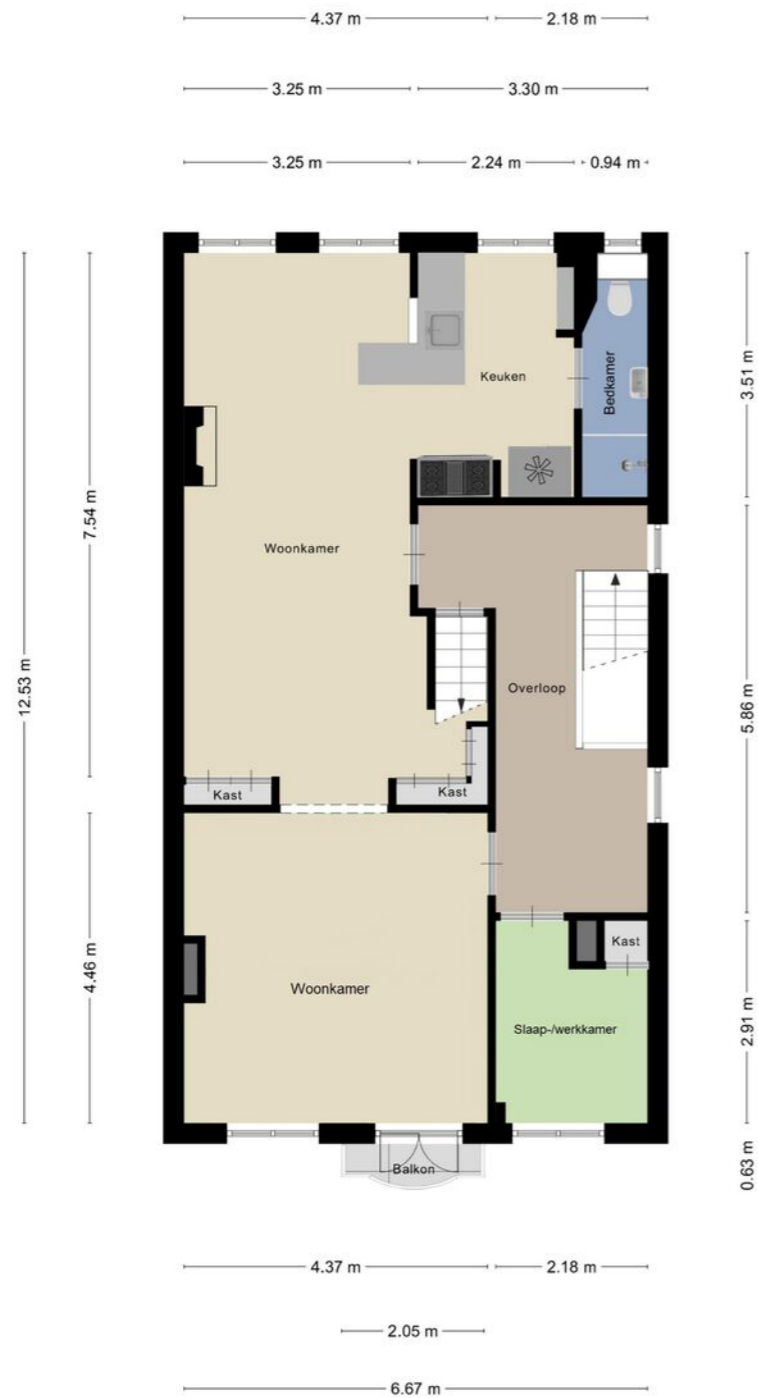 4.37 m 2.18 m
3.25 m 3.30 m
3.25 m 2.24 m 0.94 m
Keuken
Bedkamer
3.51 m
7.54 m
Woonkamer
12.53 m
Overloop
5.86 m
Kast
Kast
4.46 m
Woonkamer
Kast
Slaap-/werkkamer
2.91 m
Balkon
0.63 m
4.37 m 2.18 m
2.05 m
6.67 m